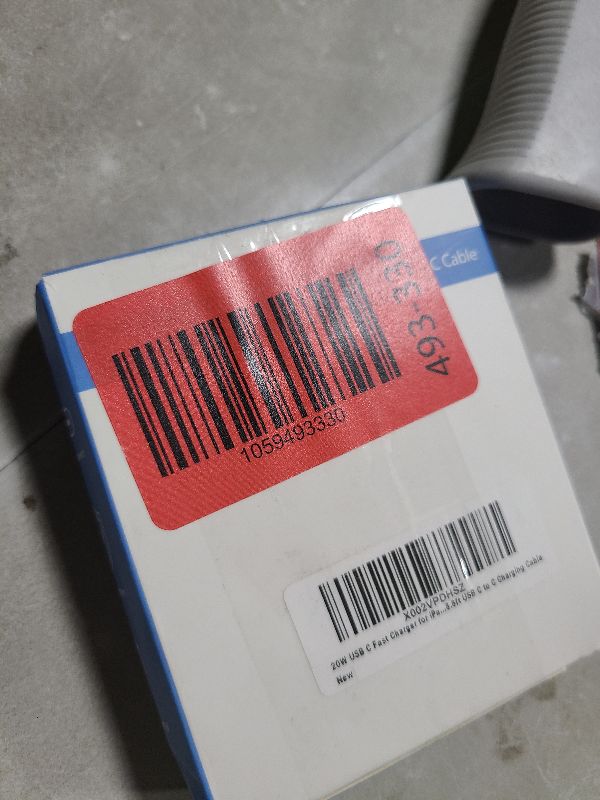 C Cable
493-330
1059493330
X002VPDHSZ
20W USB C Fast Charger for iPa...6.6ft USB C to C Charging Cable
New